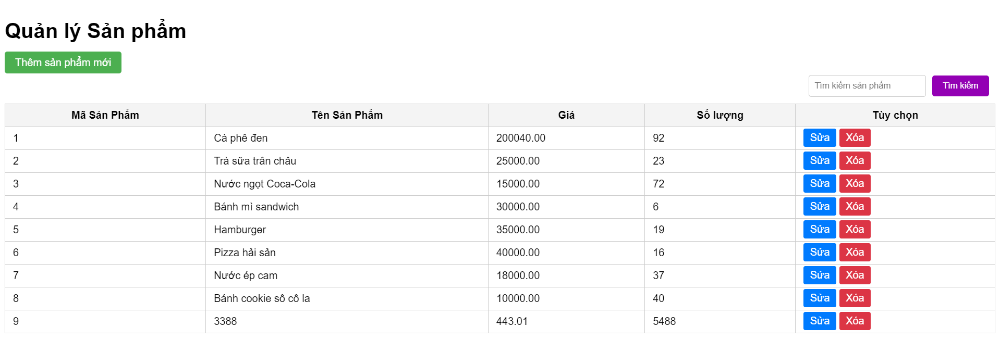 Quản lý Sản phẩm
Thêm sản phẩm mới
Tìm kiếm sản phẩm Tìm kiếm
Mã Sản Phẩm Tên Sản Phẩm Giá Số lượng Tùy chọn
1 Cà phê đen 200040.00 92 Sửa Xóa
2 Trà sữa trân châu 25000.00 23 Sửa Xóa
3 Nước ngọt Coca-Cola 15000.00 72 Sửa Xóa
4 Bánh mì sandwich 30000.00 6 Sửa Xóa
5 Hamburger 35000.00 19 Sửa Xóa
6 Pizza hải sản 40000.00 16 Sửa Xóa
7 Nước ép cam 18000.00 37 Sửa Xóa
8 Bánh cookie sô cô la 10000.00 40 Sửa Xóa
9 3388 443.01 5488 Sửa Xóa